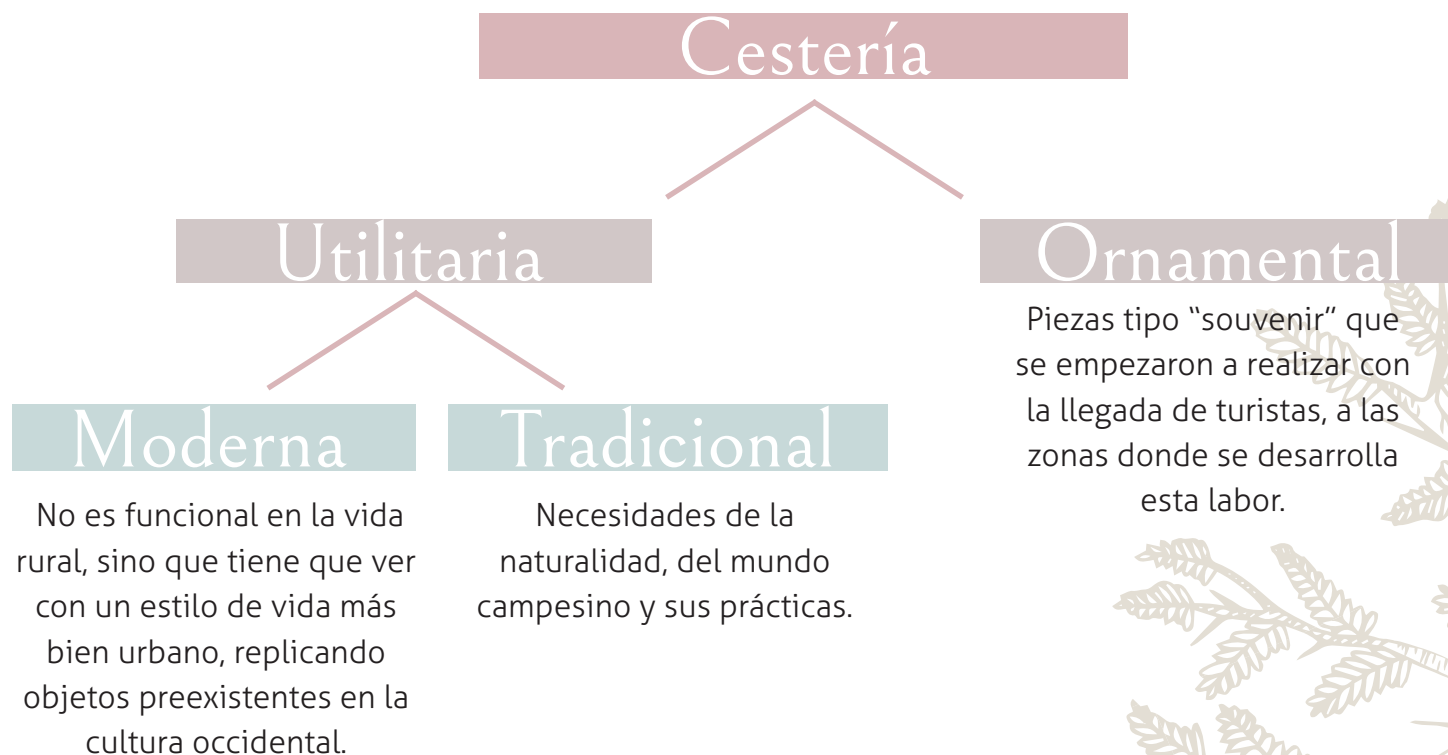 Cestería
Utilitaria
Ornamental
Piezas tipo “souvenir” que
se empezaron a realizar con
la llegada de turistas, a las
zonas donde se desarrolla
esta labor.
Moderna
No es funcional en la vida
rural, sino que tiene que ver
con un estilo de vida más
bien urbano, replicando
objetos preexistentes en la
cultura occidental.
Tradicional
Necesidades de la
naturalidad, del mundo
campesino y sus prácticas.